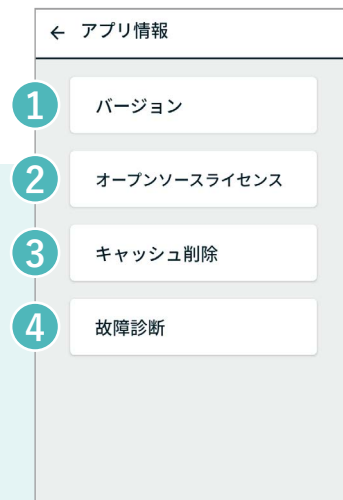 ← アプリ情報
1 バージョン
2 オープンソースライセンス
3 キャッシュ削除
4 故障診断